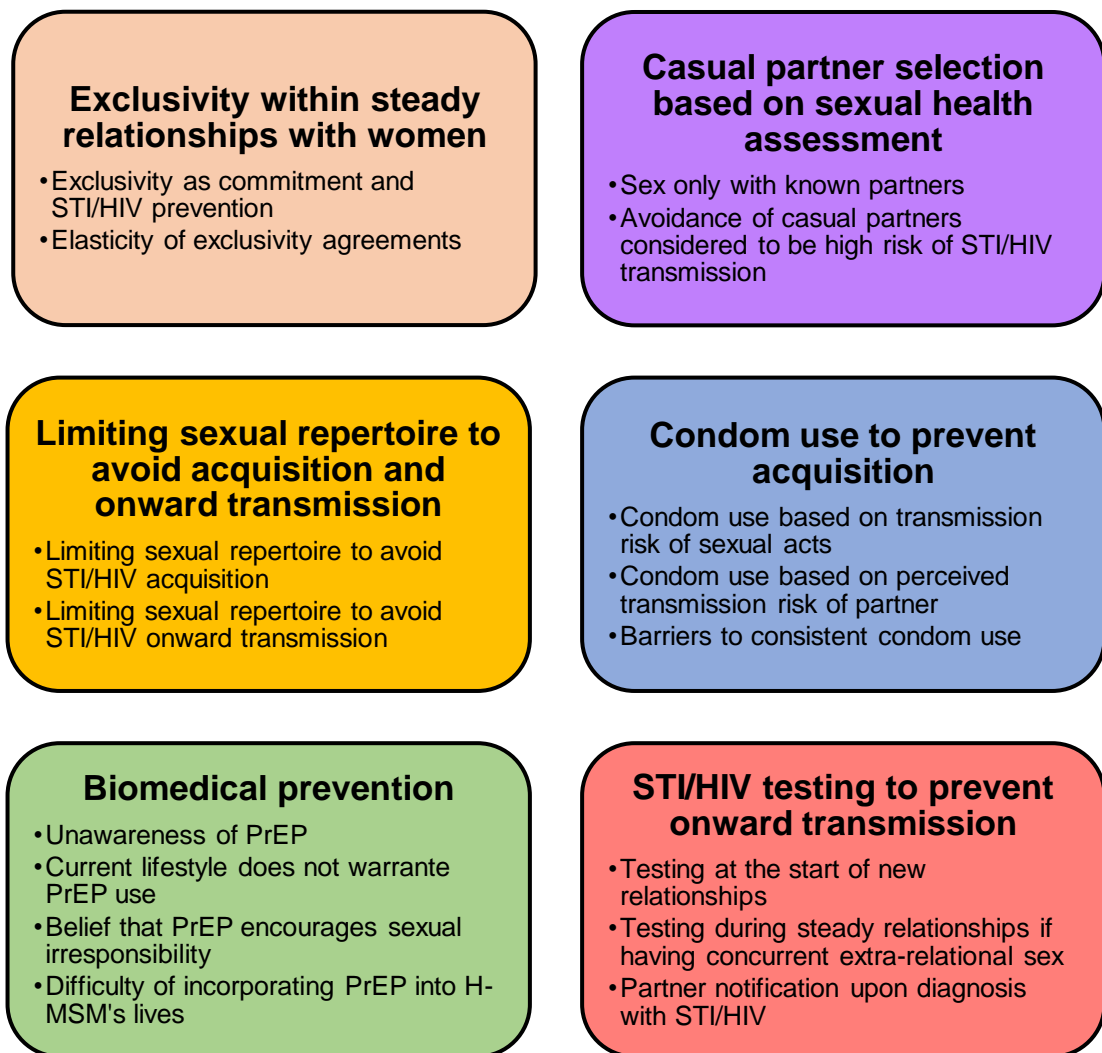 Exclusivity within steady
relationships with women
•Exclusivity as commitment and
STI/HIV prevention
•Elasticity of exclusivity agreements
Casual partner selection
based on sexual health
assessment
•Sex only with known partners
•Avoidance of casual partners
considered to be high risk of STI/HIV
transmission
Limiting sexual repertoire to
avoid acquisition and
onward transmission
•Limiting sexual repertoire to avoid
STI/HIV acquisition
•Limiting sexual repertoire to avoid
STI/HIV onward transmission
Condom use to prevent
acquisition
•Condom use based on transmission
risk of sexual acts
•Condom use based on perceived
transmission risk of partner
•Barriers to consistent condom use
Biomedical prevention
•Unawareness of PrEP
•Current lifestyle does not warrante
PrEP use
•Belief that PrEP encourages sexual
irresponsibility
•Difficulty of incorporating PrEP into H-
MSM's lives
STI/HIV testing to prevent
onward transmission
•Testing at the start of new
relationships
•Testing during steady relationships if
having concurrent extra-relational sex
•Partner notification upon diagnosis
with STI/HIV